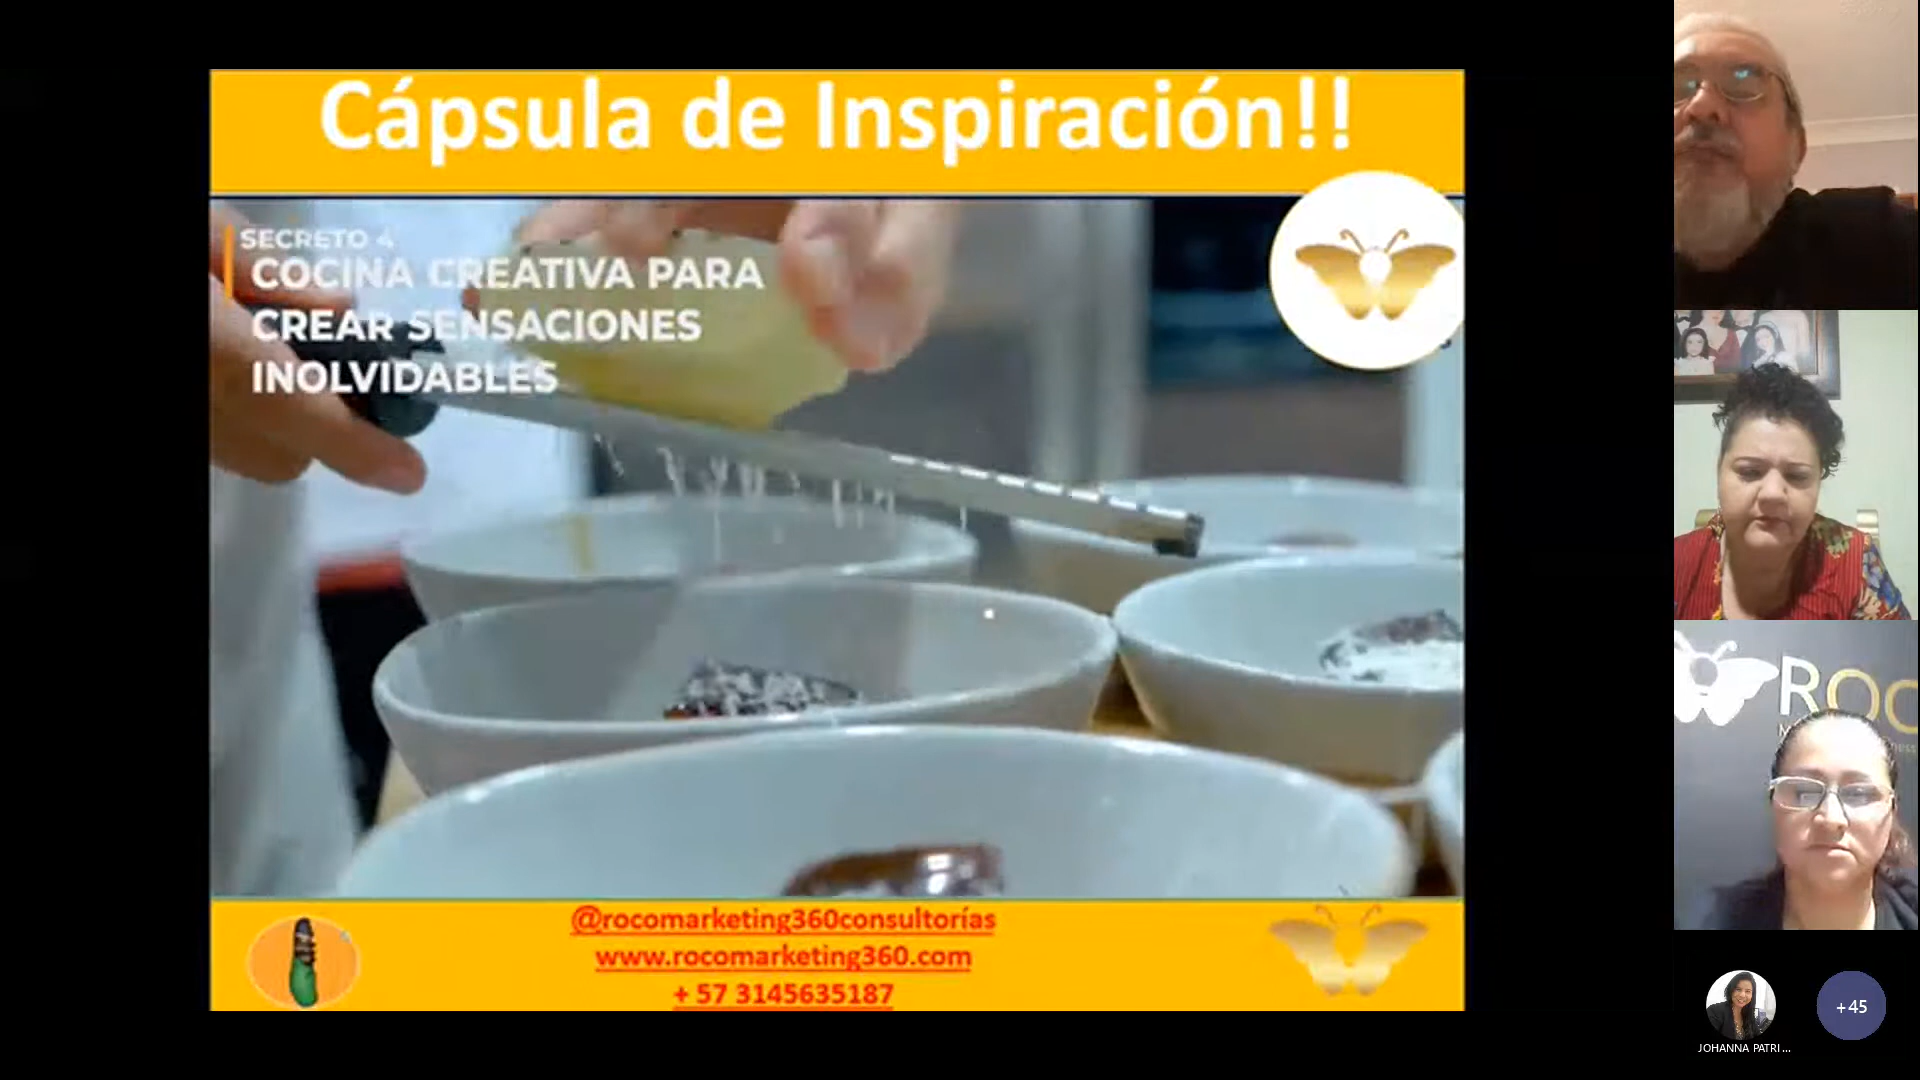 Cápsula de Inspiración!!
SECRETO 4
COCINA CREATIVA PARA
CREAR SENSACIONES
INOLVIDABLES
@rocomarketing360consultorías
www.rocomarketing360.com
+ 57 3145635187
ROC
JOHANNA PATRI...
+45